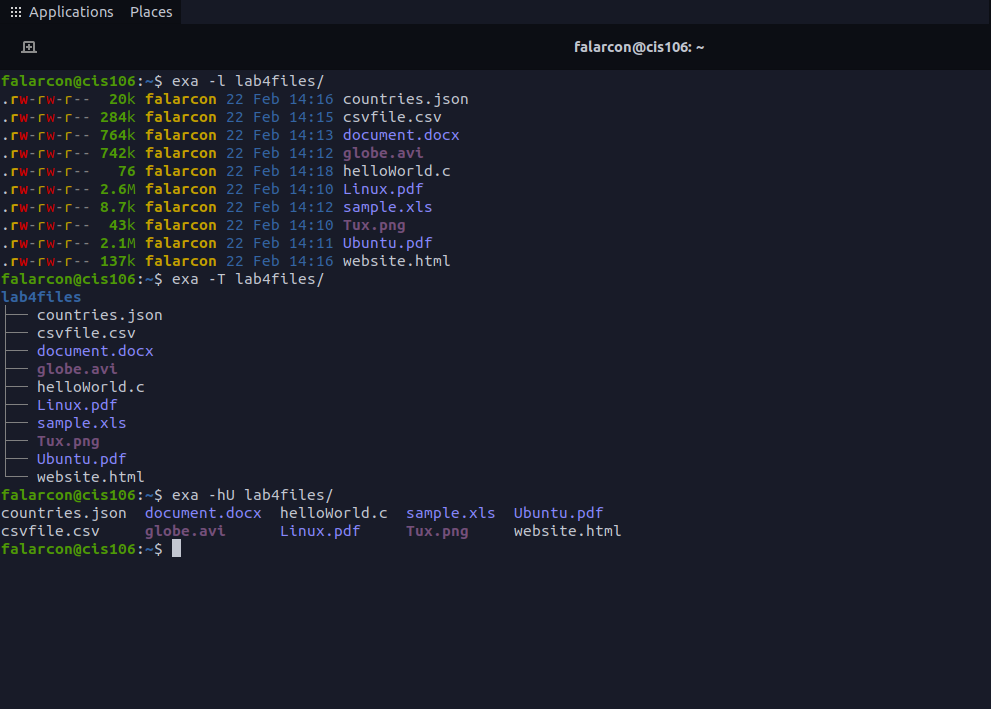 Applications Places
falarcon@cis106: ~
falarcon@cis106:~$ exa -l lab4files/
.rw-rw-r-- 20k falarcon 22 Feb 14:16 countries.json
.rw-rw-r-- 284k falarcon 22 Feb 14:15 csvfile.csv
.rw-rw-r-- 764k falarcon 22 Feb 14:13 document.docx
.rw-rw-r-- 742k falarcon 22 Feb 14:12 globe.avi
.rw-rw-r-- 76 falarcon 22 Feb 14:18 helloWorld.c
.rw-rw-r-- 2.6M falarcon 22 Feb 14:10 Linux.pdf
.rw-rw-r-- 8.7k falarcon 22 Feb 14:12 sample.xls
.rw-rw-r-- 43k falarcon 22 Feb 14:10 Tux.png
.rw-rw-r-- 2.1M falarcon 22 Feb 14:11 Ubuntu.pdf
.rw-rw-r-- 137k falarcon 22 Feb 14:16 website.html
falarcon@cis106:~$ exa -T lab4files/
lab4files
├── countries.json
├── csvfile.csv
├── document.docx
├── globe.avi
├── helloWorld.c
├── Linux.pdf
├── sample.xls
├── Tux.png
├── Ubuntu.pdf
└── website.html
falarcon@cis106:~$ exa -hU lab4files/
countries.json document.docx helloWorld.c sample.xls Ubuntu.pdf
csvfile.csv globe.avi Linux.pdf Tux.png website.html
falarcon@cis106:~$